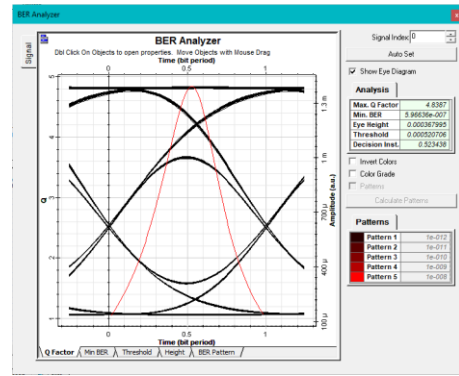 BER Analyzer
x
Signal
BER Analyzer
Dbl Click On Objects to open properties. Move Objects with Mouse Drag
Time (bit period)
0 0.5 1
5
4
3
2
1
Q
1.3 m
1 m
700 µ
400 µ
100 µ
Amplitude (a.u.)
0 0.5 1
Time (bit period)
Q Factor Min BER Threshold Height BER Pattern
Signal Index: 0
Auto Set
Show Eye Diagram
Analysis
Max. Q Factor 4.8387
Min. BER 5.96636e-007
Eye Height 0.000367995
Threshold 0.000520706
Decision Inst. 0.523438
Invert Colors
Color Grade
Patterns
Calculate Patterns
Patterns
Pattern 1 1e-012
Pattern 2 1e-011
Pattern 3 1e-010
Pattern 4 1e-009
Pattern 5 1e-008